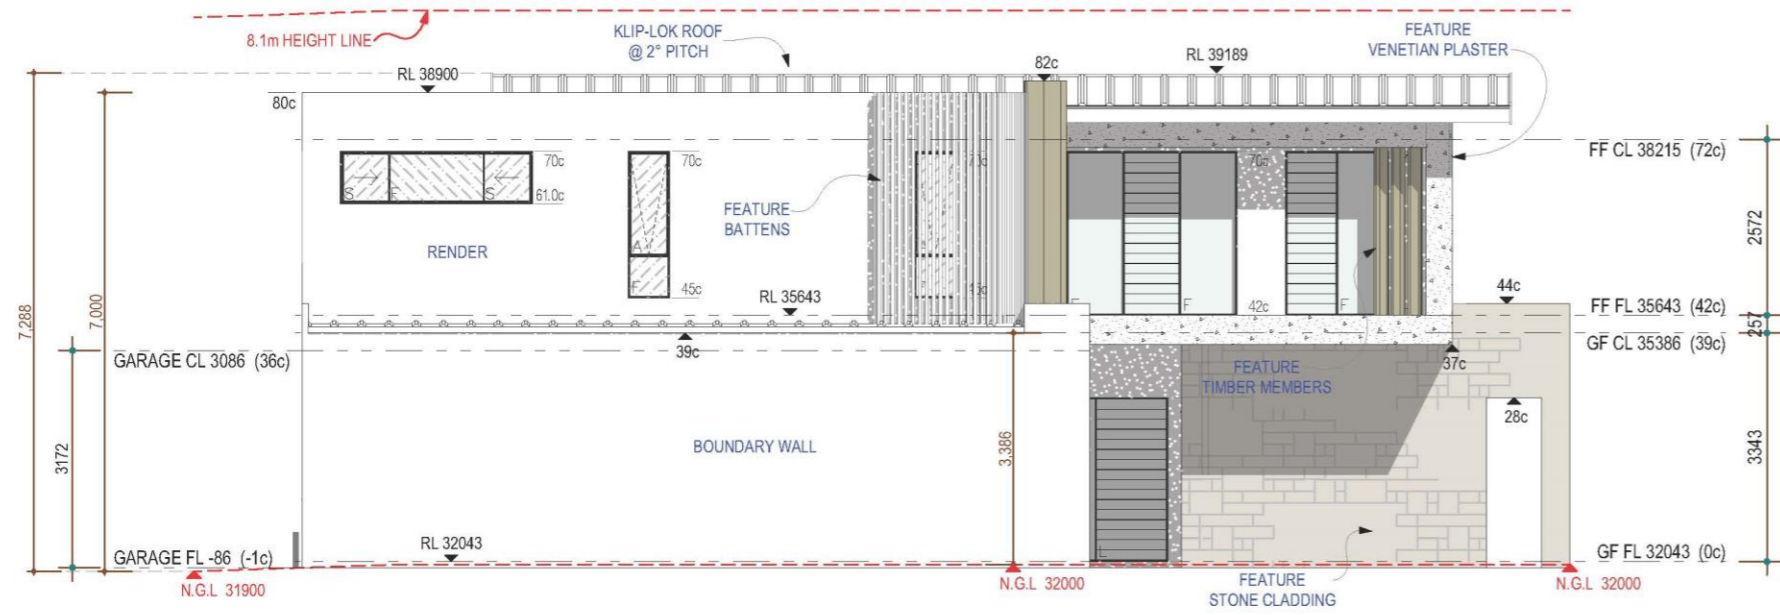 8.1m HEIGHT LINE
KLIP-LOK ROOF
@ 2° PITCH
FEATURE
VENETIAN PLASTER
RL 38900
82c
RL 39189
80c
FF CL 38215 (72c)
70c
70c
70c
70c
61.0c
S
F
S
FEATURE
BATTENS
RENDER
A
F
45c
45c
2572
7,288
7,000
RL 35643
F
F
42c
F
44c
FF FL 35643 (42c)
257
39c
GF CL 35386 (39c)
GARAGE CL 3086 (36c)
37c
FEATURE
TIMBER MEMBERS
28c
BOUNDARY WALL
3172
3,386
3343
RL 32043
GARAGE FL -86 (-1c)
L
GF FL 32043 (0c)
N.G.L 31900
N.G.L 32000
FEATURE
STONE CLADDING
N.G.L 32000